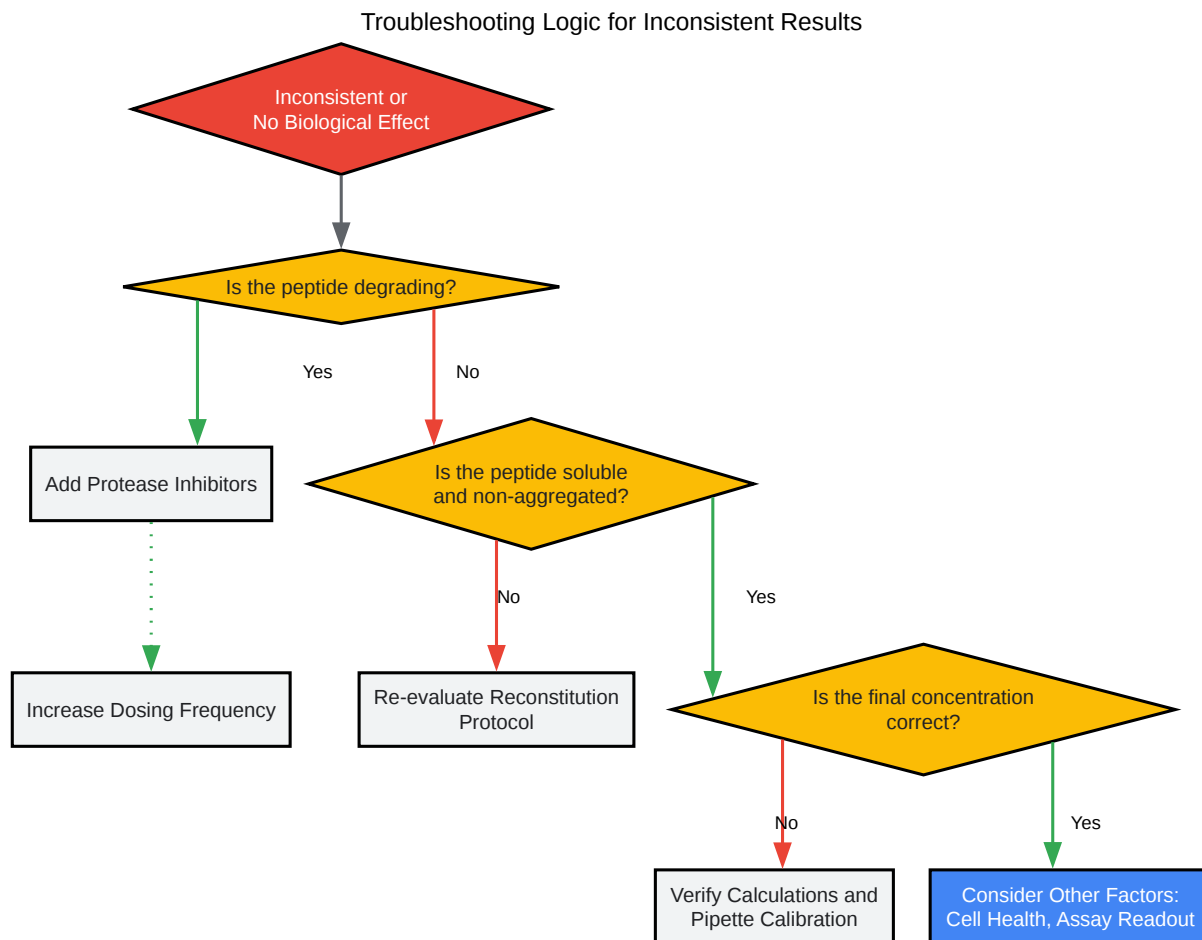 Troubleshooting Logic for Inconsistent Results
Inconsistent or
No Biological Effect
Is the peptide degrading?
Yes
No
Add Protease Inhibitors
Is the peptide soluble
and non-aggregated?
No
Yes
Increase Dosing Frequency
Re-evaluate Reconstitution
Protocol
Is the final concentration
correct?
No
Yes
Verify Calculations and
Pipette Calibration
Consider Other Factors:
Cell Health, Assay Readout